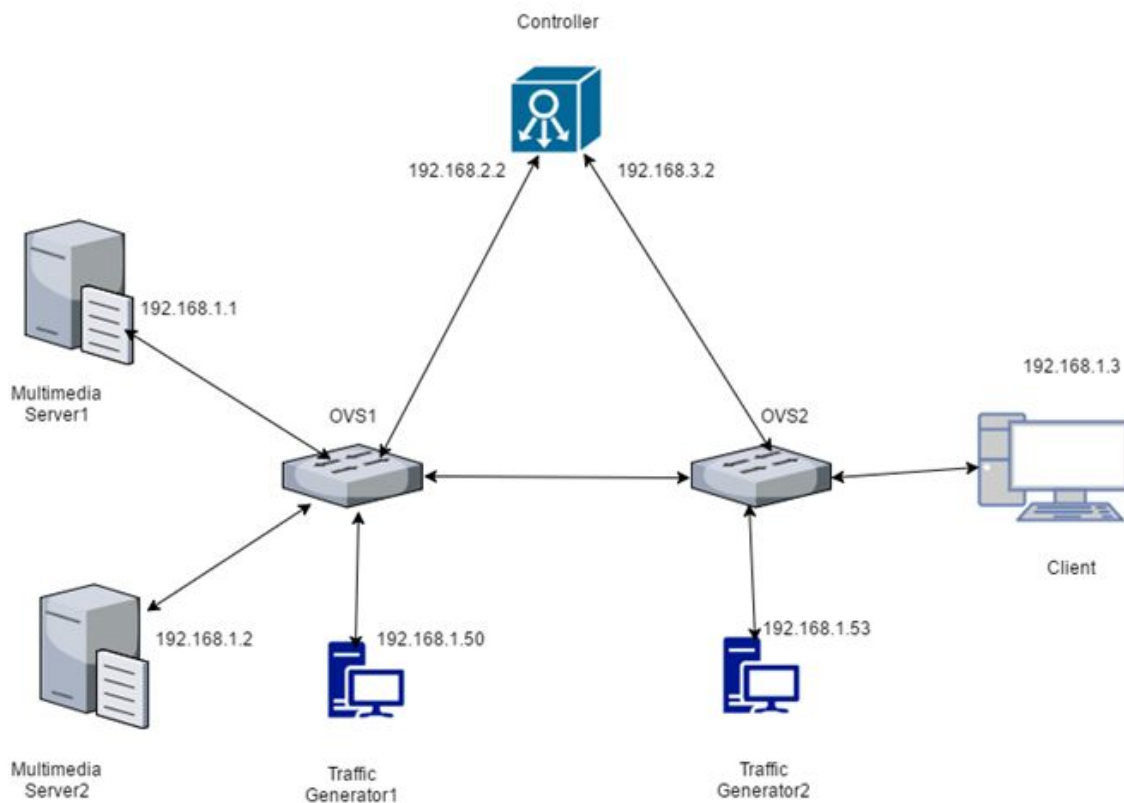 Controller
192.168.2.2
192.168.3.2
192.168.1.1
Multimedia
Server1
OVS1
OVS2
192.168.1.3
Client
192.168.1.2
192.168.1.50
192.168.1.53
Multimedia
Server2
Traffic
Generator1
Traffic
Generator2